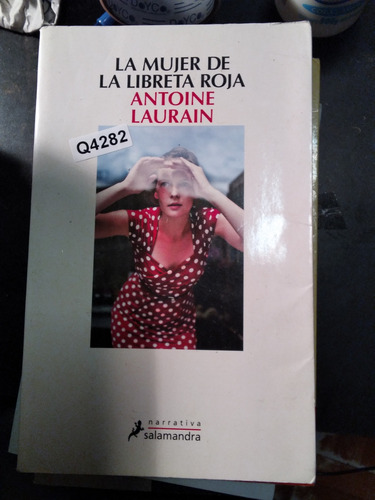 LA MUJER DE
LA LIBRETA ROJA
ANTOINE
LAURAIN
Q4282
narrativa
salamandra